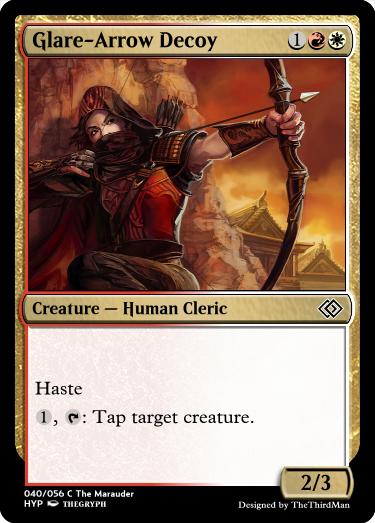 Glare-Arrow Decoy 1
Creature — Human Cleric
Haste
1, : Tap target creature.
2/3
040/056 C The Marauder
HYP THEGRYPH Designed by TheThirdMan